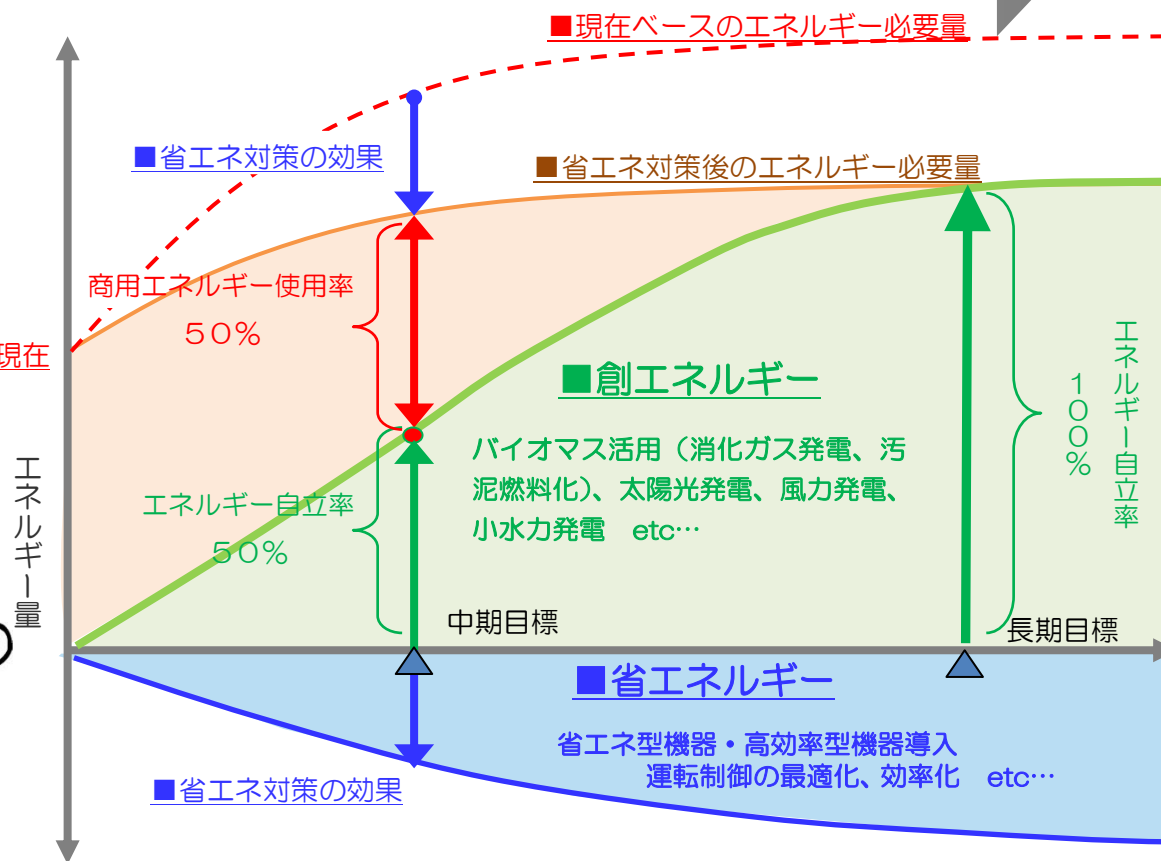 ■現在ベースのエネルギー必要量
■省エネ対策の効果
■省エネ対策後のエネルギー必要量
商用エネルギー使用率
50%
現在
■創エネルギー
バイオマス活用（消化ガス発電、汚
泥燃料化）、太陽光発電、風力発電、
小水力発電　etc…
エネルギー自立率
100%
エネルギー量
エネルギー自立率
50%
中期目標
長期目標
■省エネルギー
省エネ型機器・高効率型機器導入
運転制御の最適化、効率化　etc…
■省エネ対策の効果